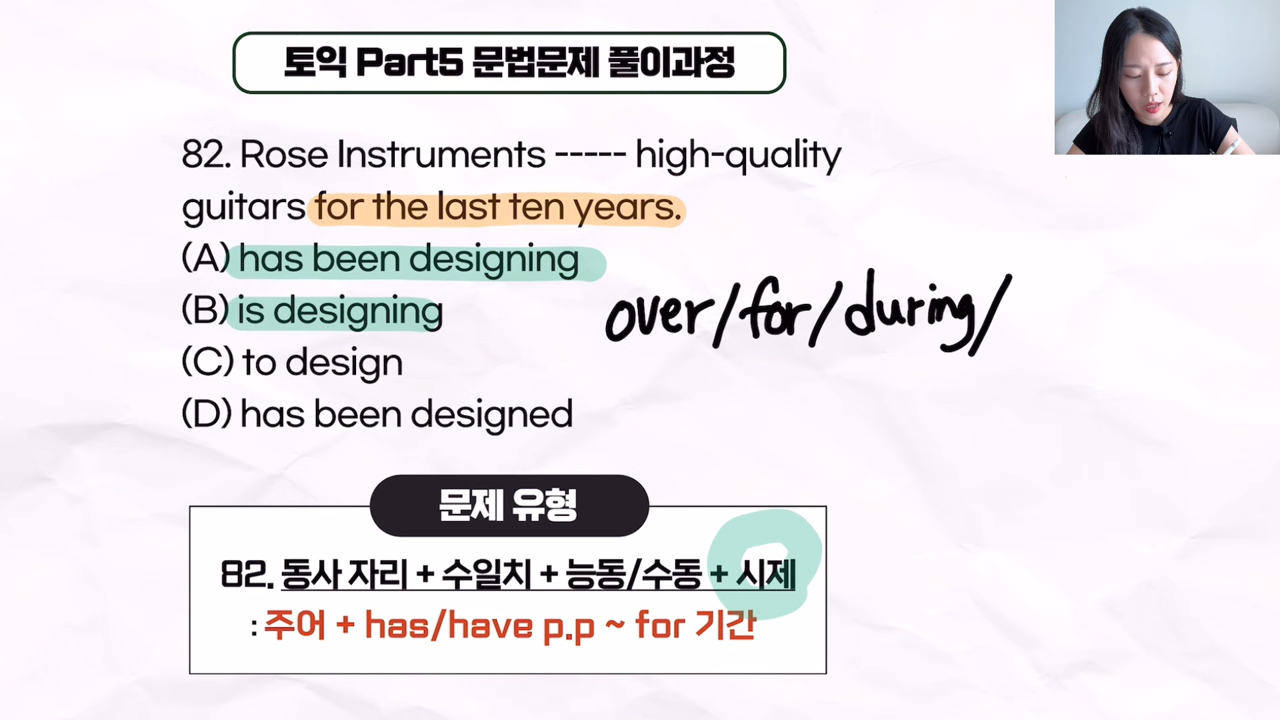 토익 Part5 문법문제 풀이과정
82. Rose Instruments ----- high-quality
guitars for the last ten years.
(A) has been designing
(B) is designing
(C) to design
(D) has been designed
over/for/during/
문제 유형
82. 동사 자리 + 수일치 + 능동/수동 + 시제
: 주어 + has/have p.p ~ for 기간